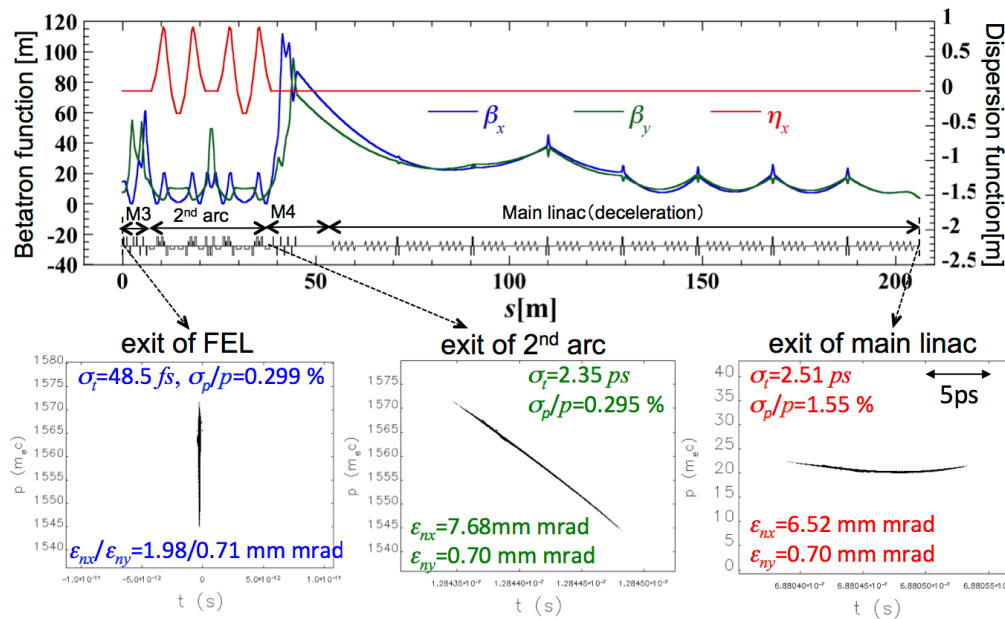 Betatron function [m]
120
100
80
60
40
20
0
-20
-40
1
0.5
0
-0.5
-1
-1.5
-2
-2.5
Dispersion function[m]
βx
βy
ηx
M3
2nd arc
M4
Main linac(deceleration)
0
50
100
150
200
s[m]
exit of FEL
σt=48.5 fs, σp/p=0.299 %
p (mec)
1580
1575
1570
1565
1560
1555
1550
1545
1540
εnx/εny=1.98/0.71 mm mrad
-1.0•10-11
-5.0•10-12
0
5.0•10-12
1.0•10-11
t (s)
exit of 2nd arc
σt=2.35 ps
σp/p=0.295 %
p (mec)
1570
1560
1550
1540
εnx=7.68mm mrad
εny=0.70 mm mrad
1.28435•10-7
1.28440•10-7
1.28445•10-7
1.28450•10-7
t (s)
exit of main linac
σt=2.51 ps
σp/p=1.55 %
5ps
p (mec)
40
35
30
25
20
15
10
5
0
εnx=6.52 mm mrad
εny=0.70 mm mrad
6.88040•10-7
6.88045•10-7
6.88050•10-7
6.88055•10-7
t (s)